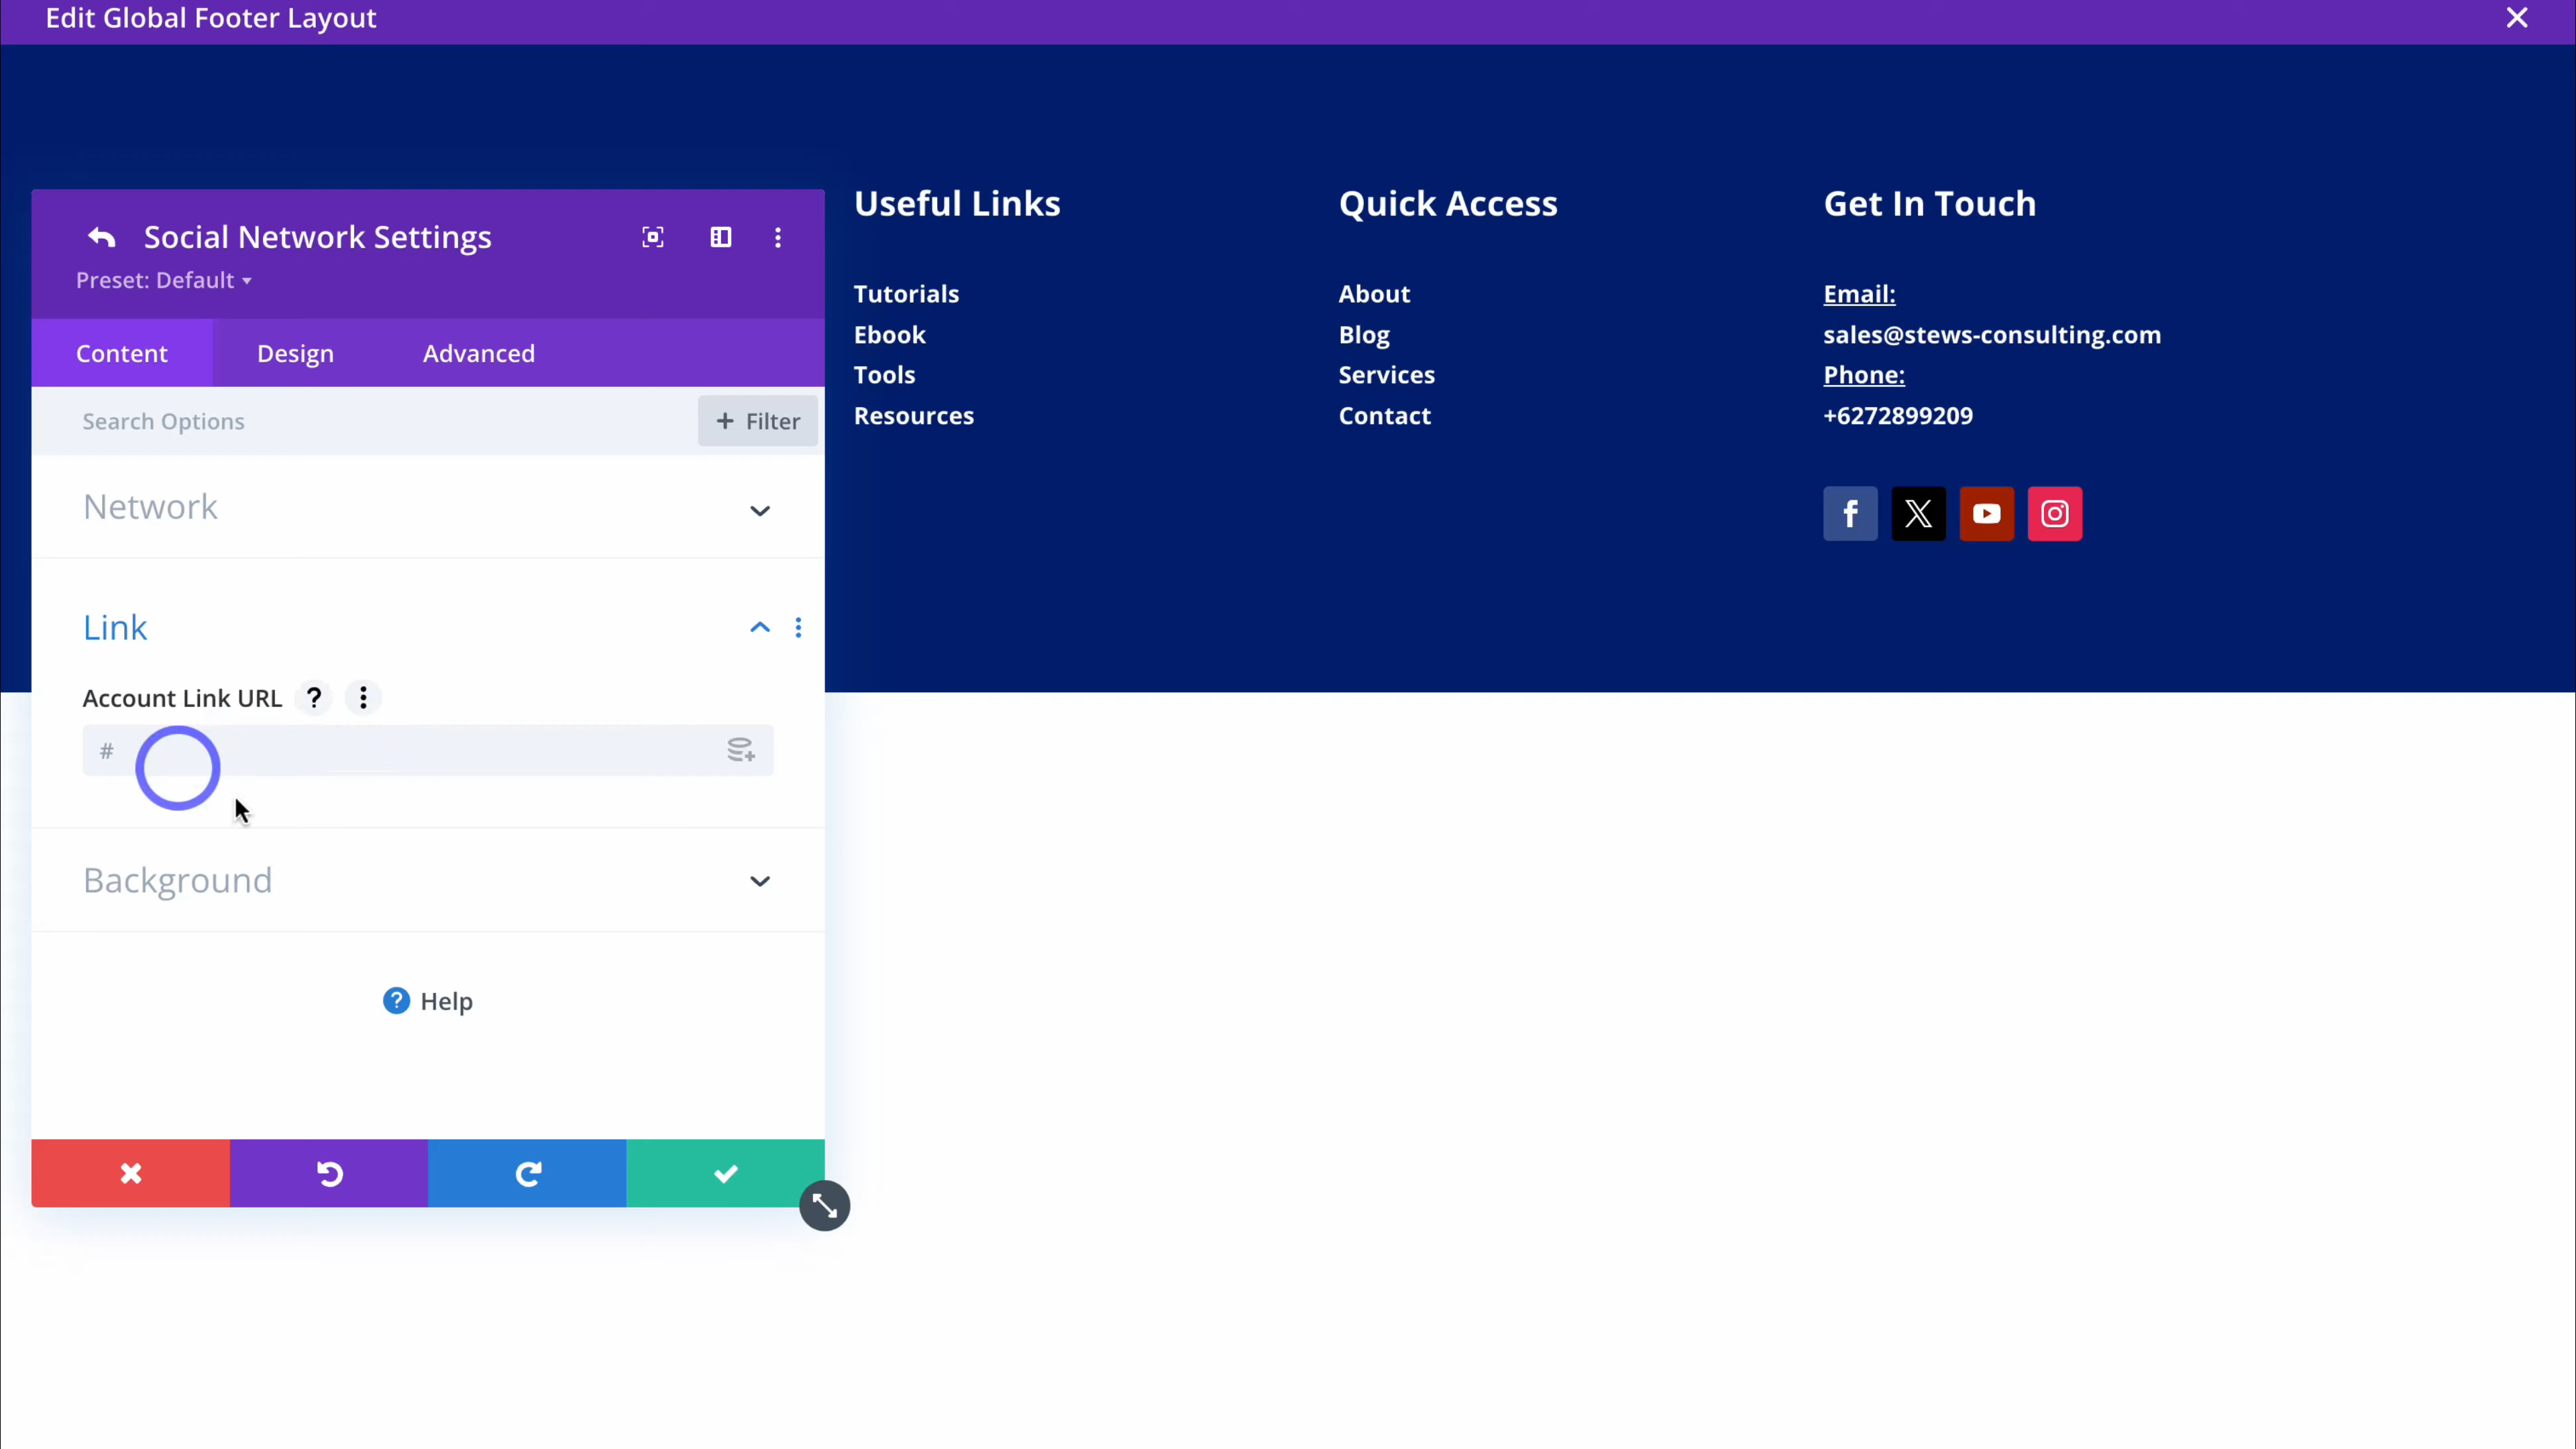 Edit Global Footer Layout
Social Network Settings
Preset: Default
Content
Design
Advanced
Search Options
+ Filter
Network
Link
Account Link URL ?
#
Background
? Help
Useful Links
Tutorials
Ebook
Tools
Resources
Quick Access
About
Blog
Services
Contact
Get In Touch
Email:
sales@stews-consulting.com
Phone:
+6272899209